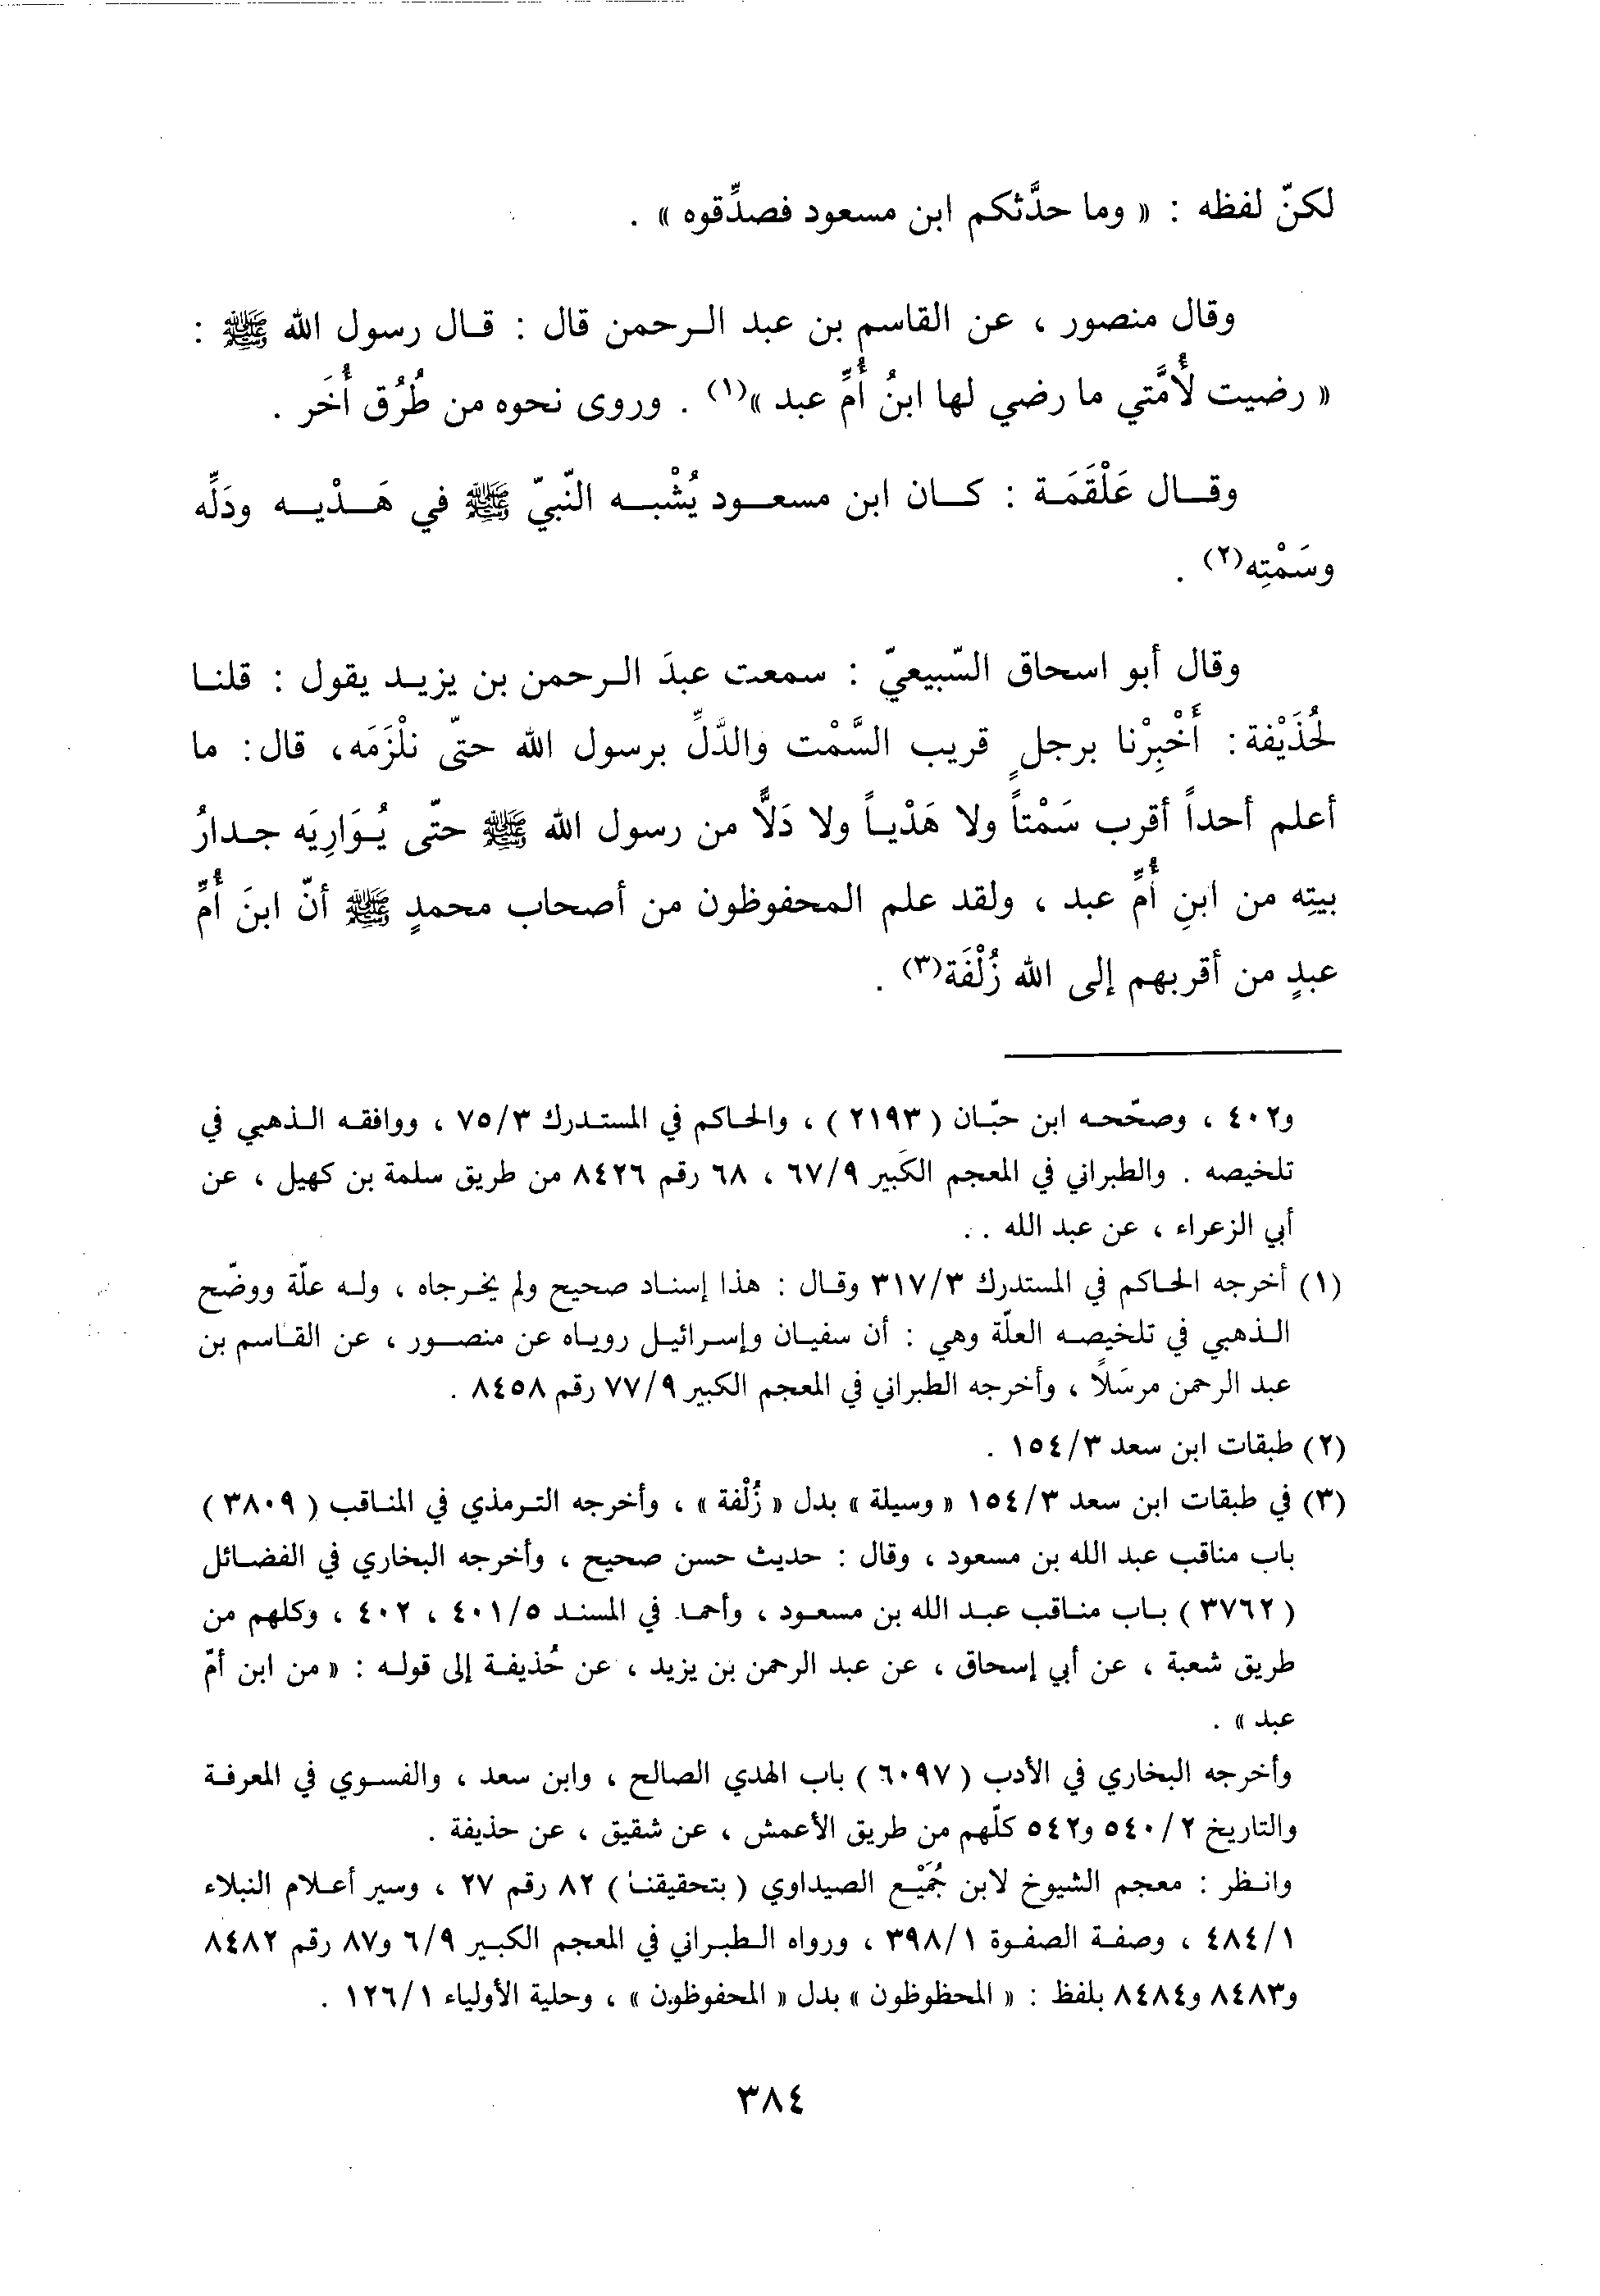 لكنّ لفظه : « وما حدَّثكم ابن مسعود فصدِّقوه » .
وقال منصور ، عن القاسم بن عبد الرحمن قال : قال رسول الله ﷺ :
« رضيت لأُمَّتي ما رضي لها ابنُ أُمِّ عبد »(١) . وروى نحوه من طُرُق أُخَر .
وقال عَلْقَمَة : كان ابن مسعود يُشْبه النّبيّ ﷺ في هَدْيه ودَلِّه
وسَمْتِه(٢) .
وقال أبو اسحاق السّبيعيّ : سمعت عبدَ الرحمن بن يزيد يقول : قلنا
لحُذَيْفة : أَخْبِرْنا برجلٍ قريب السَّمْت والدَّلِّ برسول الله حتّى نلْزَمَه، قال: ما
أعلم أحداً أقرب سَمْتاً ولا هَدْياً ولا دَلًّا من رسول الله ﷺ حتّى يُوَارِيَه جدارُ
بيتِه من ابنِ أُمِّ عبد ، ولقد علم المحفوظون من أصحاب محمدٍ ﷺ أنّ ابنَ أُمِّ
عبدٍ من أقربهم إلى الله زُلْفَة(٣) .
و٤٠٢ ، وصحّحه ابن حبّان ( ٢١٩٣ ) ، والحاكم في المستدرك ٧٥/٣ ، ووافقه الذهبي في
تلخيصه . والطبراني في المعجم الكبير ٦٧/٩ ، ٦٨ رقم ٨٤٢٦ من طريق سلمة بن كهيل ، عن
أبي الزعراء ، عن عبد الله . .
(١) أخرجه الحاكم في المستدرك ٣١٧/٣ وقال : هذا إسناد صحيح ولم يخرجاه ، وله علّة ووضّح
الذهبي في تلخيصه العلّة وهي : أن سفيان وإسرائيل روياه عن منصور ، عن القاسم بن
عبد الرحمن مرسَلاً ، وأخرجه الطبراني في المعجم الكبير ٧٧/٩ رقم ٨٤٥٨ .
(٢) طبقات ابن سعد ١٥٤/٣ .
(٣) في طبقات ابن سعد ١٥٤/٣ « وسيلة » بدل « زُلْفة » ، وأخرجه الترمذي في المناقب ( ٣٨٠٩ )
باب مناقب عبد الله بن مسعود ، وقال : حديث حسن صحيح ، وأخرجه البخاري في الفضائل
( ٣٧٦٢ ) باب مناقب عبد الله بن مسعود ، وأحمد في المسند ٤٠١/٥ ، ٤٠٢ ، وكلهم من
طريق شعبة ، عن أبي إسحاق ، عن عبد الرحمن بن يزيد ، عن حُذيفة إلى قوله : « من ابن أمّ
عبد » .
وأخرجه البخاري في الأدب ( ٦٠٩٧ ) باب الهدي الصالح ، وابن سعد ، والفسوي في المعرفة
والتاريخ ٥٤٠/٢ و٥٤٢ كلّهم من طريق الأعمش ، عن شقيق ، عن حذيفة .
وانظر : معجم الشيوخ لابن جُمَيْع الصيداوي ( بتحقيقنا ) ٨٢ رقم ٢٧ ، وسير أعلام النبلاء
٤٨٤/١ ، وصفة الصفوة ٣٩٨/١ ، ورواه الطبراني في المعجم الكبير ٦/٩ و٨٧ رقم ٨٤٨٢
و٨٤٨٣ و٨٤٨٤ بلفظ : « المحظوظون » بدل « المحفوظون » ، وحلية الأولياء ١٢٦/١ .
٣٨٤